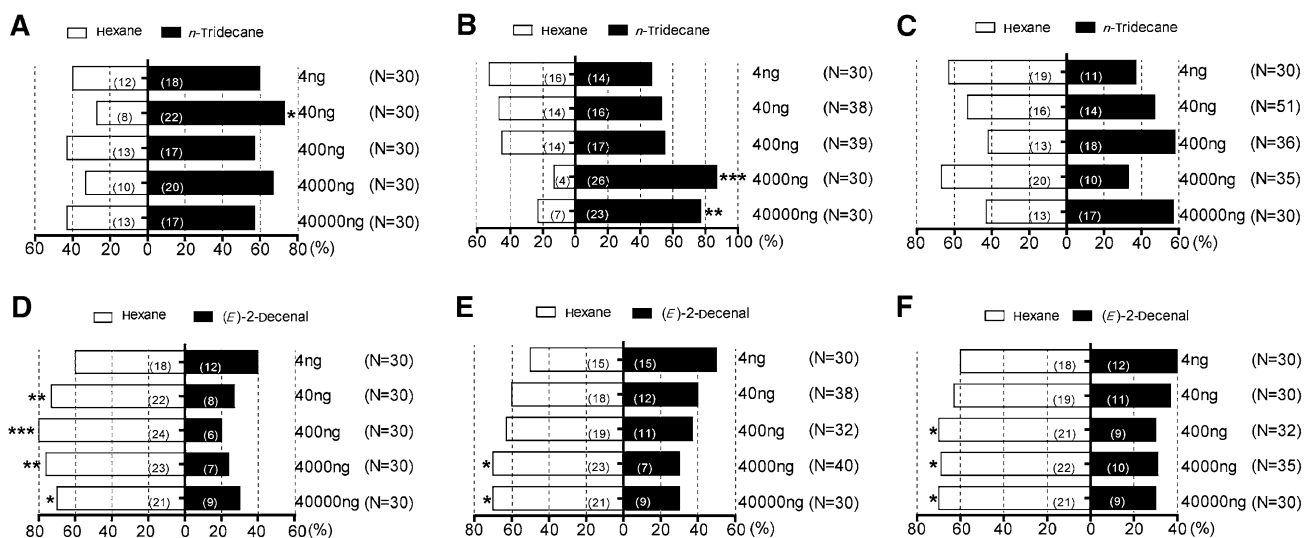 A
Hexane n-Tridecane
(12) (18) 4ng (N=30)
(8) (22) *40ng (N=30)
(13) (17) 400ng (N=30)
(10) (20) 4000ng (N=30)
(13) (17) 40000ng (N=30)
60 40 20 0 20 40 60 80 (%)
B
Hexane n-Tridecane
(16) (14) 4ng (N=30)
(14) (16) 40ng (N=38)
(14) (17) 400ng (N=39)
(4) (26) *** 4000ng (N=30)
(7) (23) ** 40000ng (N=30)
60 40 20 0 20 40 60 80 100 (%)
C
Hexane n-Tridecane
(19) (11) 4ng (N=30)
(16) (14) 40ng (N=51)
(13) (18) 400ng (N=36)
(20) (10) 4000ng (N=35)
(13) (17) 40000ng (N=30)
80 60 40 20 0 20 40 60 (%)
D
Hexane (E)-2-Decenal
(18) (12) 4ng (N=30)
** (22) (8) 40ng (N=30)
*** (24) (6) 400ng (N=30)
** (23) (7) 4000ng (N=30)
* (21) (9) 40000ng (N=30)
80 60 40 20 0 20 40 60 (%)
E
Hexane (E)-2-Decenal
(15) (15) 4ng (N=30)
(18) (12) 40ng (N=38)
(19) (11) 400ng (N=32)
* (23) (7) 4000ng (N=40)
* (21) (9) 40000ng (N=30)
80 60 40 20 0 20 40 60 (%)
F
Hexane (E)-2-Decenal
(18) (12) 4ng (N=30)
(19) (11) 40ng (N=30)
* (21) (9) 400ng (N=32)
* (22) (10) 4000ng (N=35)
* (21) (9) 40000ng (N=30)
80 60 40 20 0 20 40 (%)